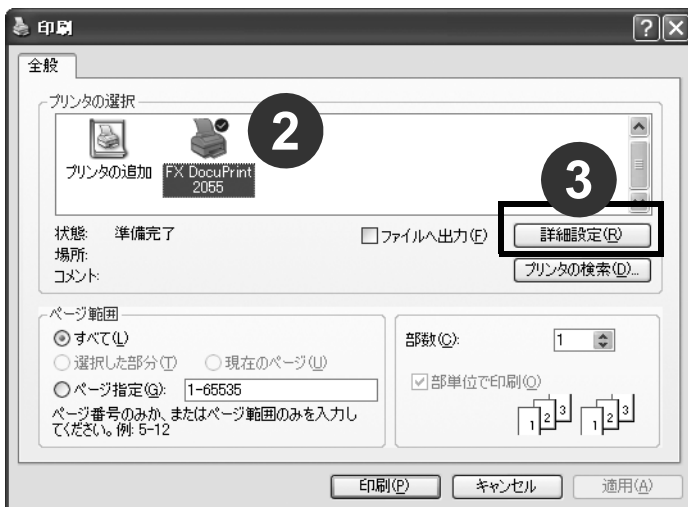 印刷
?
全般
プリンタの選択
2
プリンタの追加
FX DocuPrint
2055
3
状態: 準備完了
ファイルへ出力(F)
詳細設定(R)
場所:
コメント:
プリンタの検索(D)...
ページ範囲
すべて(L)
選択した部分(T)
現在のページ(U)
ページ指定(G): 1-65535
ページ番号のみか、またはページ範囲のみを入力し
てください。例: 5-12
部数(C): 1
部単位で印刷(O)
1 2 3 1 2 3
印刷(P)
キャンセル
適用(A)